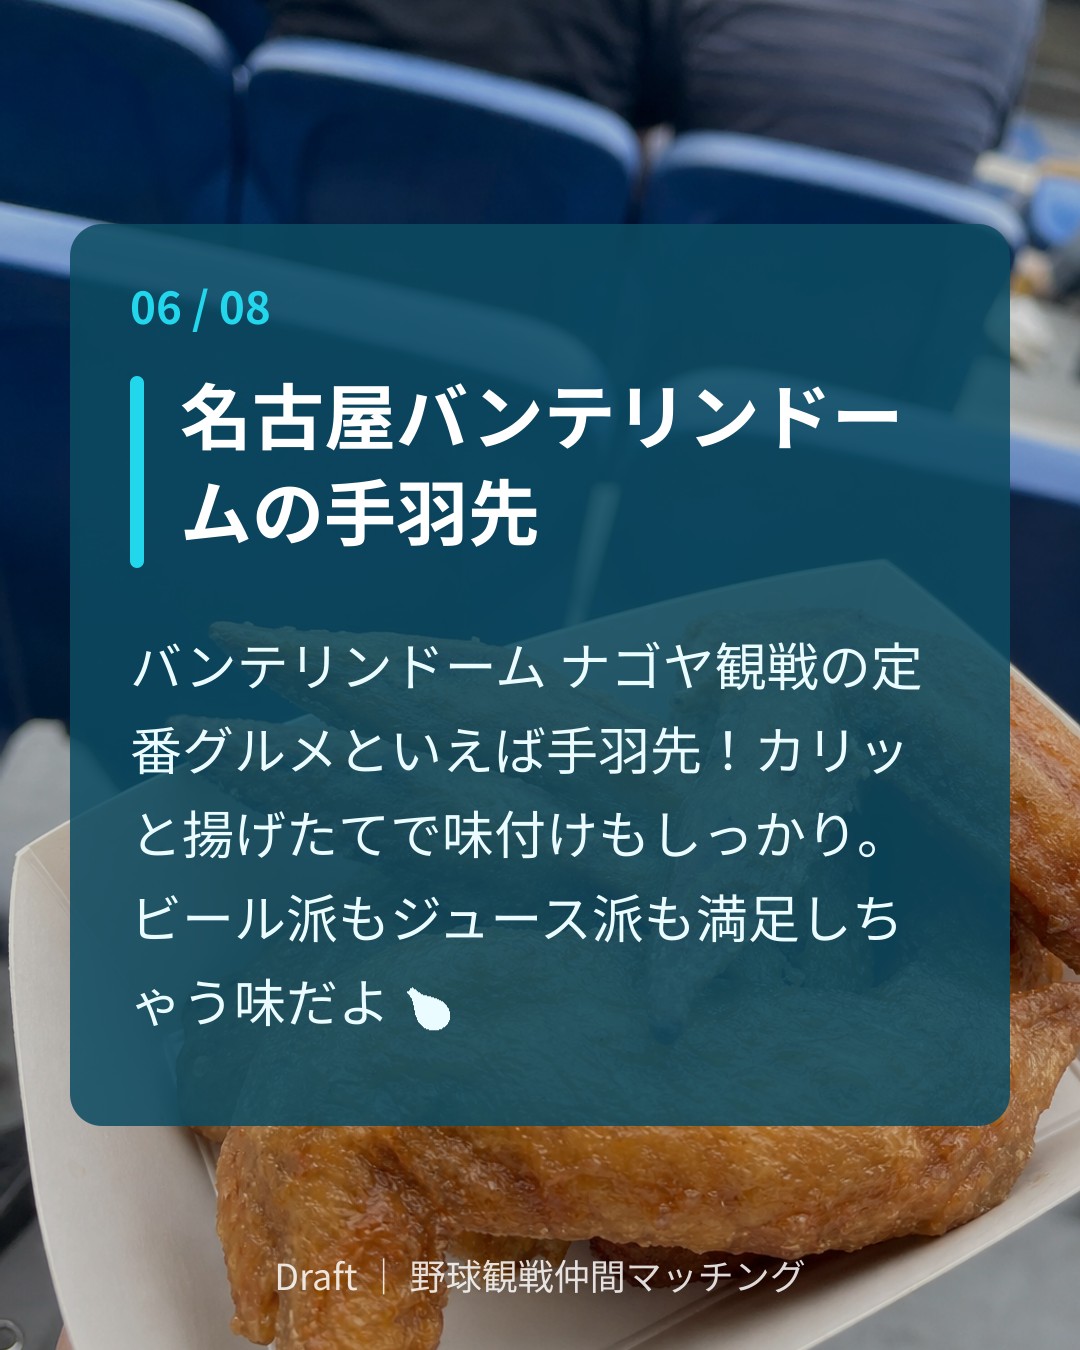 06 / 08
名古屋バンテリンドー
ムの手羽先
バンテリンドーム ナゴヤ観戦の定
番グルメといえば手羽先！カリッ
と揚げたてで味付けもしっかり。
ビール派もジュース派も満足しち
ゃう味だよ 🍗
Draft ｜ 野球観戦仲間マッチング